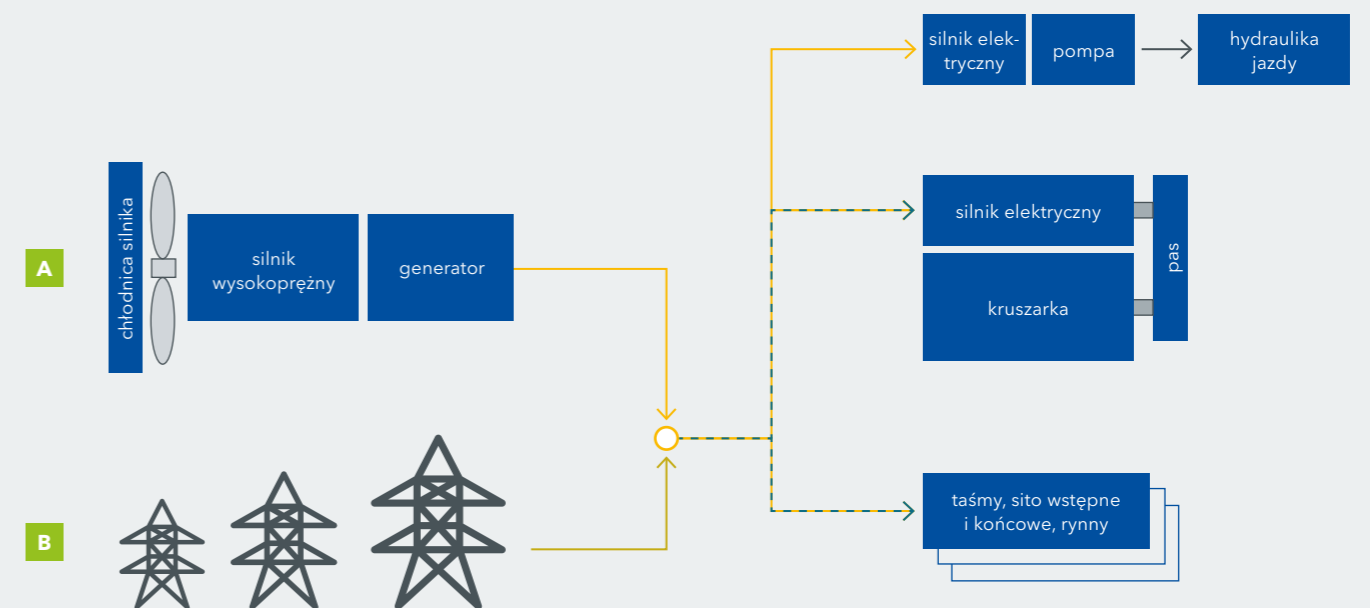 silnik elek-
tryczny
pompa
hydraulika
jazdy
A
chłodnica silnika
silnik
wysokoprężny
generator
silnik elektryczny
kruszarka
pas
B
taśmy, sito wstępne
i końcowe, rynny